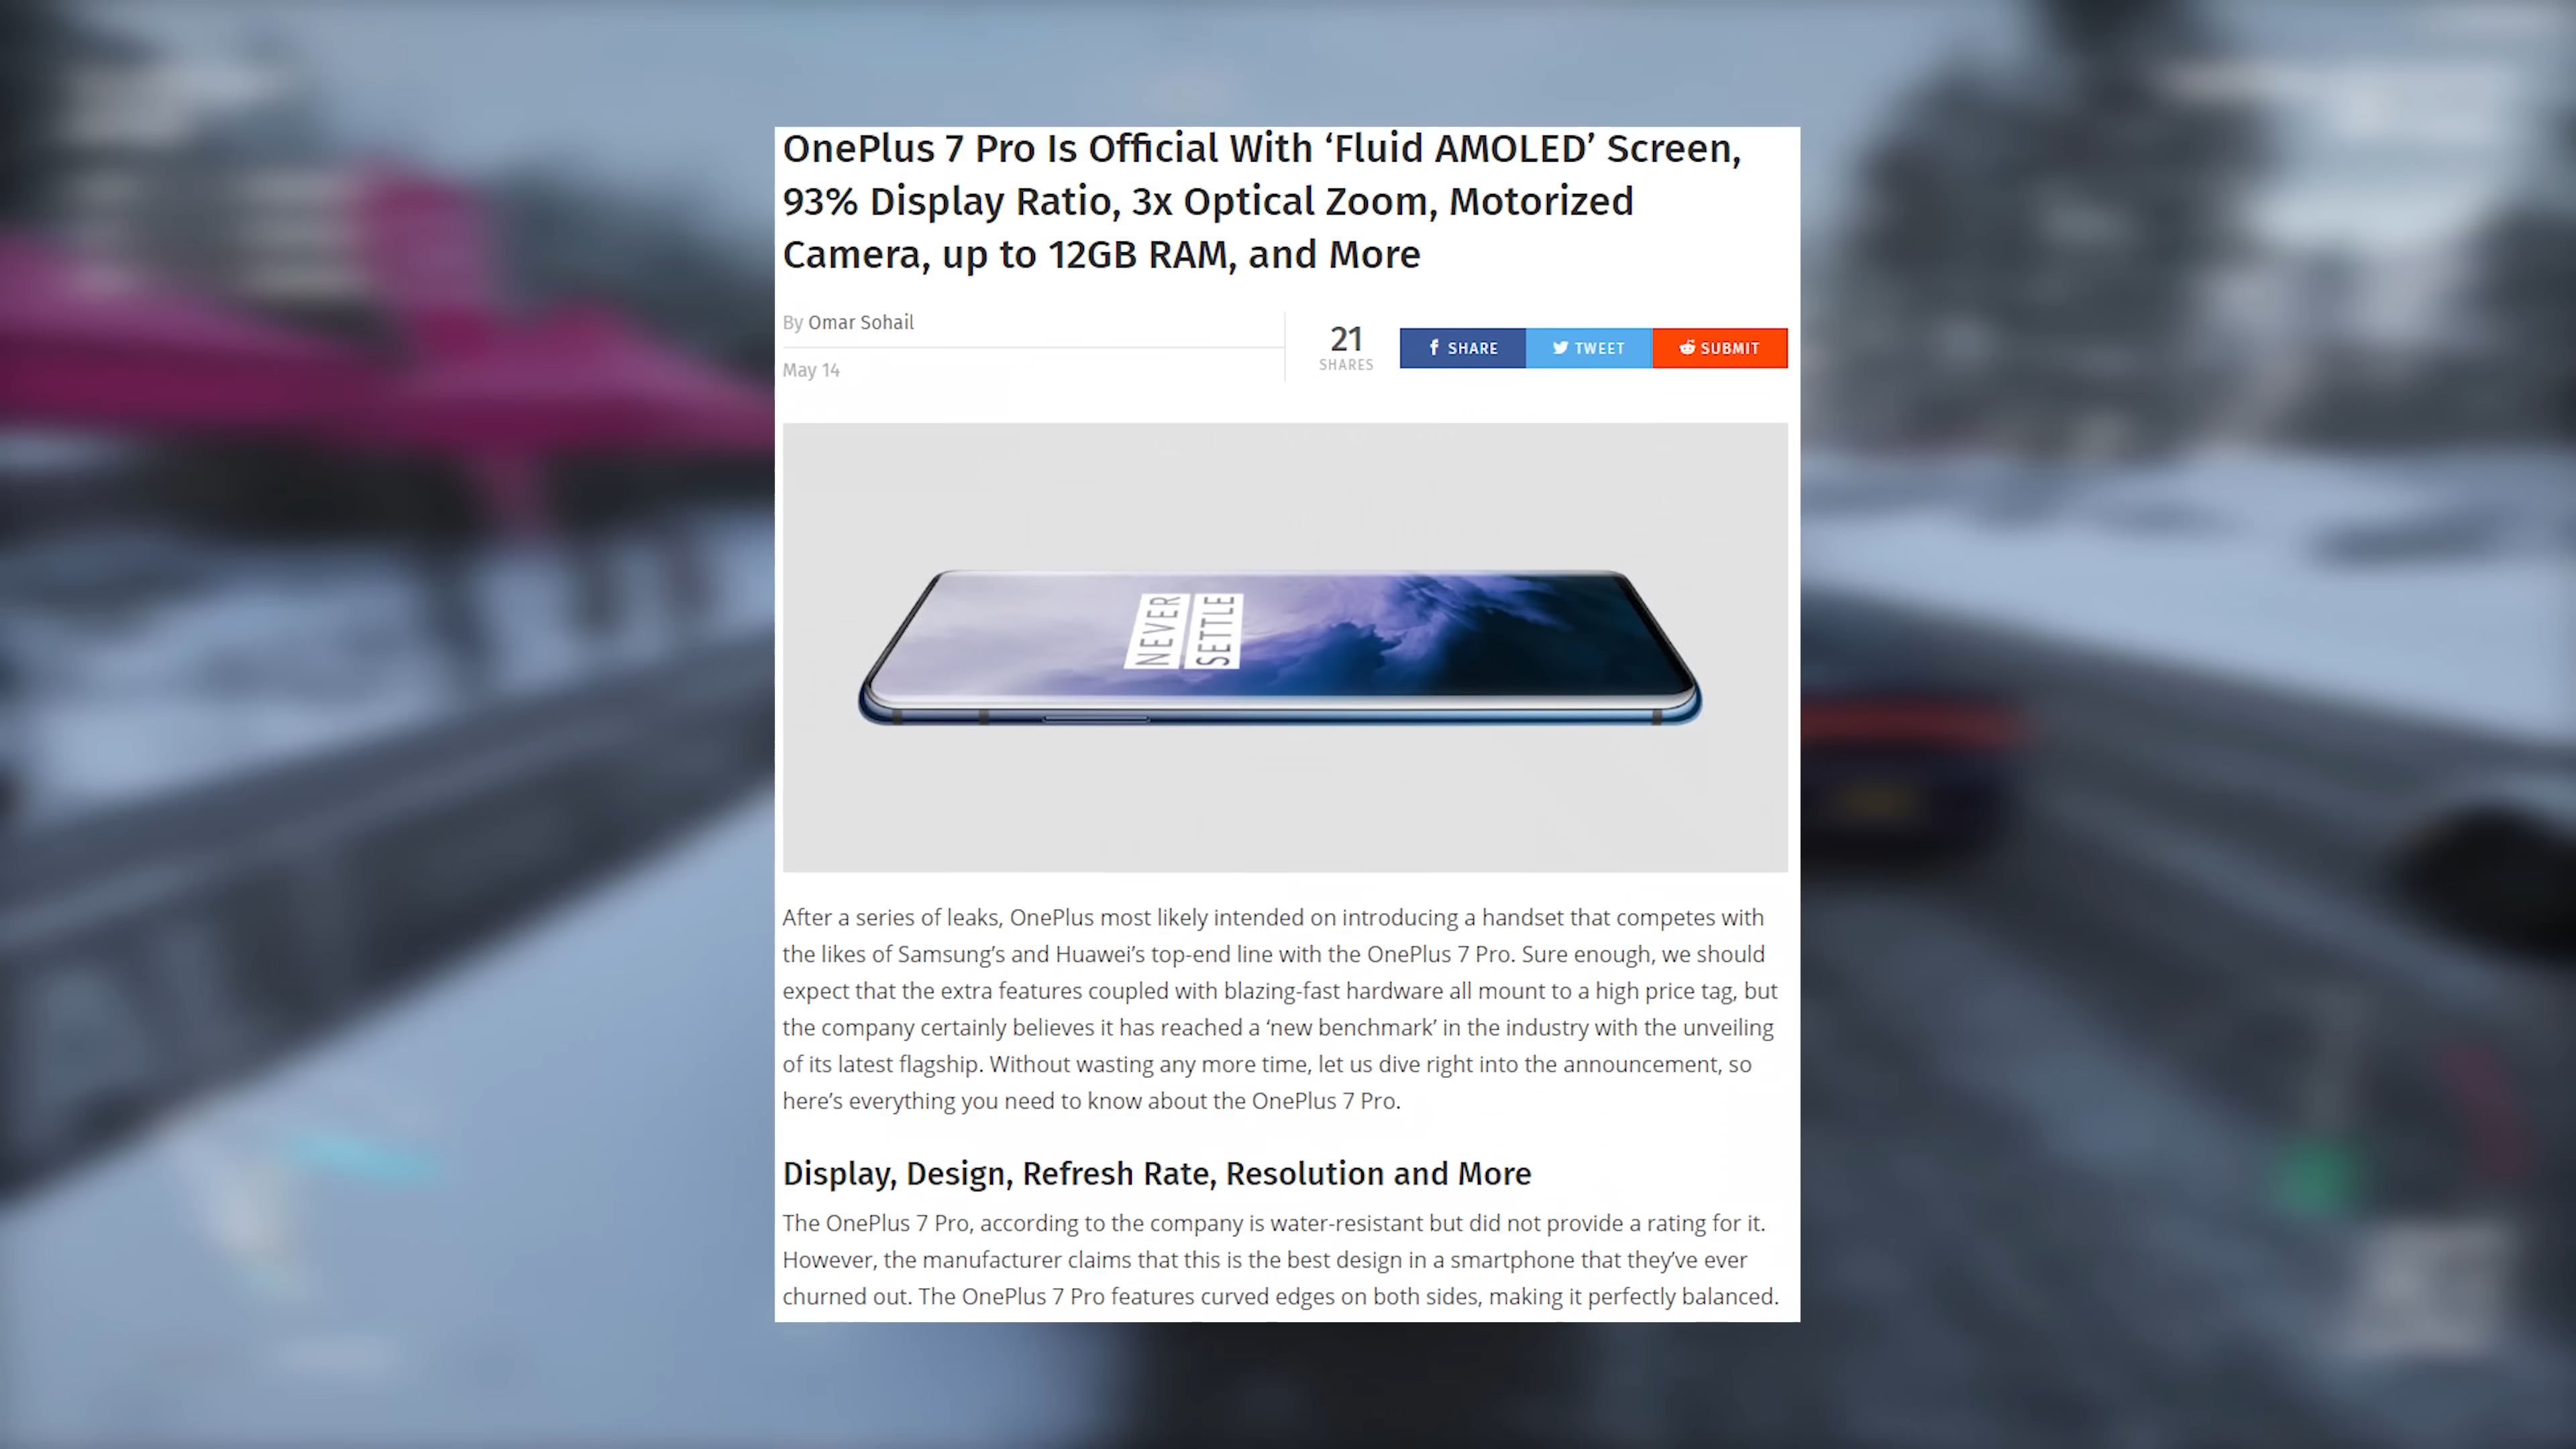 OnePlus 7 Pro Is Official With ‘Fluid AMOLED’ Screen,
93% Display Ratio, 3x Optical Zoom, Motorized
Camera, up to 12GB RAM, and More
By Omar Sohail
May 14
21
SHARES
SHARE
TWEET
SUBMIT
NEVER
SETTLE
After a series of leaks, OnePlus most likely intended on introducing a handset that competes with
the likes of Samsung’s and Huawei’s top-end line with the OnePlus 7 Pro. Sure enough, we should
expect that the extra features coupled with blazing-fast hardware all mount to a high price tag, but
the company certainly believes it has reached a ‘new benchmark’ in the industry with the unveiling
of its latest flagship. Without wasting any more time, let us dive right into the announcement, so
here’s everything you need to know about the OnePlus 7 Pro.
Display, Design, Refresh Rate, Resolution and More
The OnePlus 7 Pro, according to the company is water-resistant but did not provide a rating for it.
However, the manufacturer claims that this is the best design in a smartphone that they’ve ever
churned out. The OnePlus 7 Pro features curved edges on both sides, making it perfectly balanced.